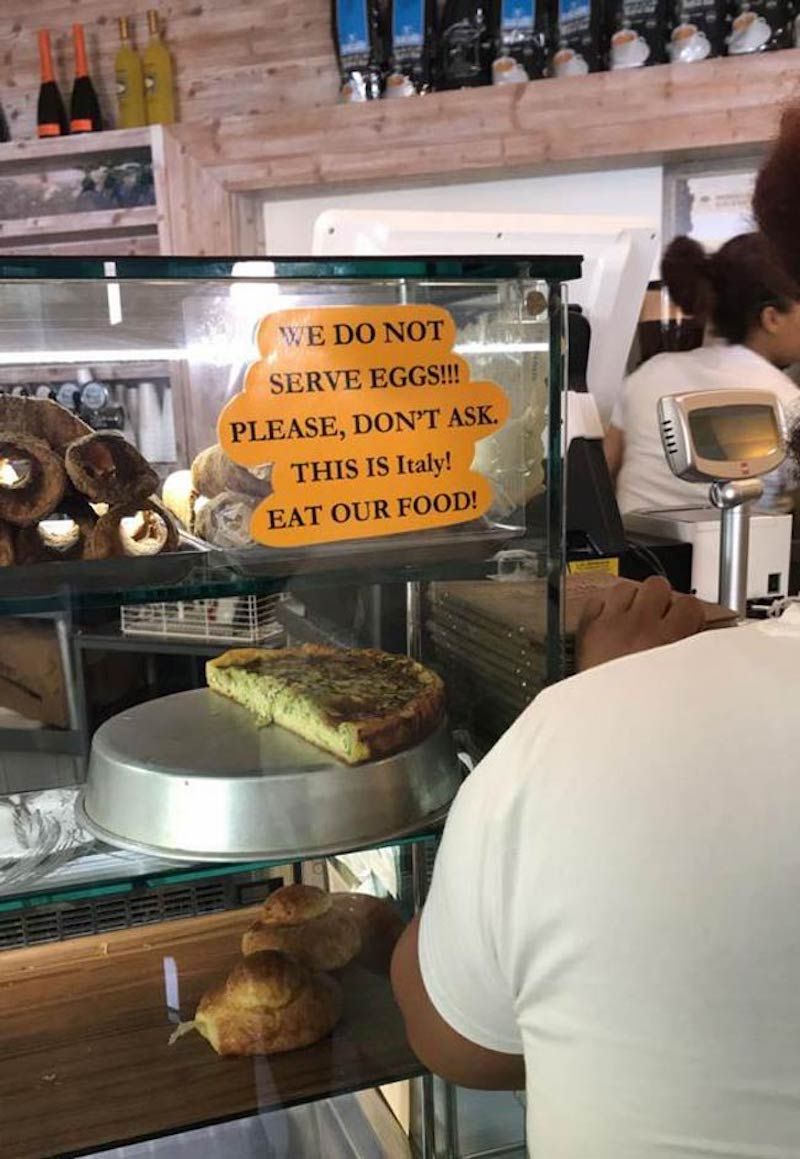 WE DO NOT
SERVE EGGS!!!
PLEASE, DON'T ASK.
THIS IS Italy!
EAT OUR FOOD!